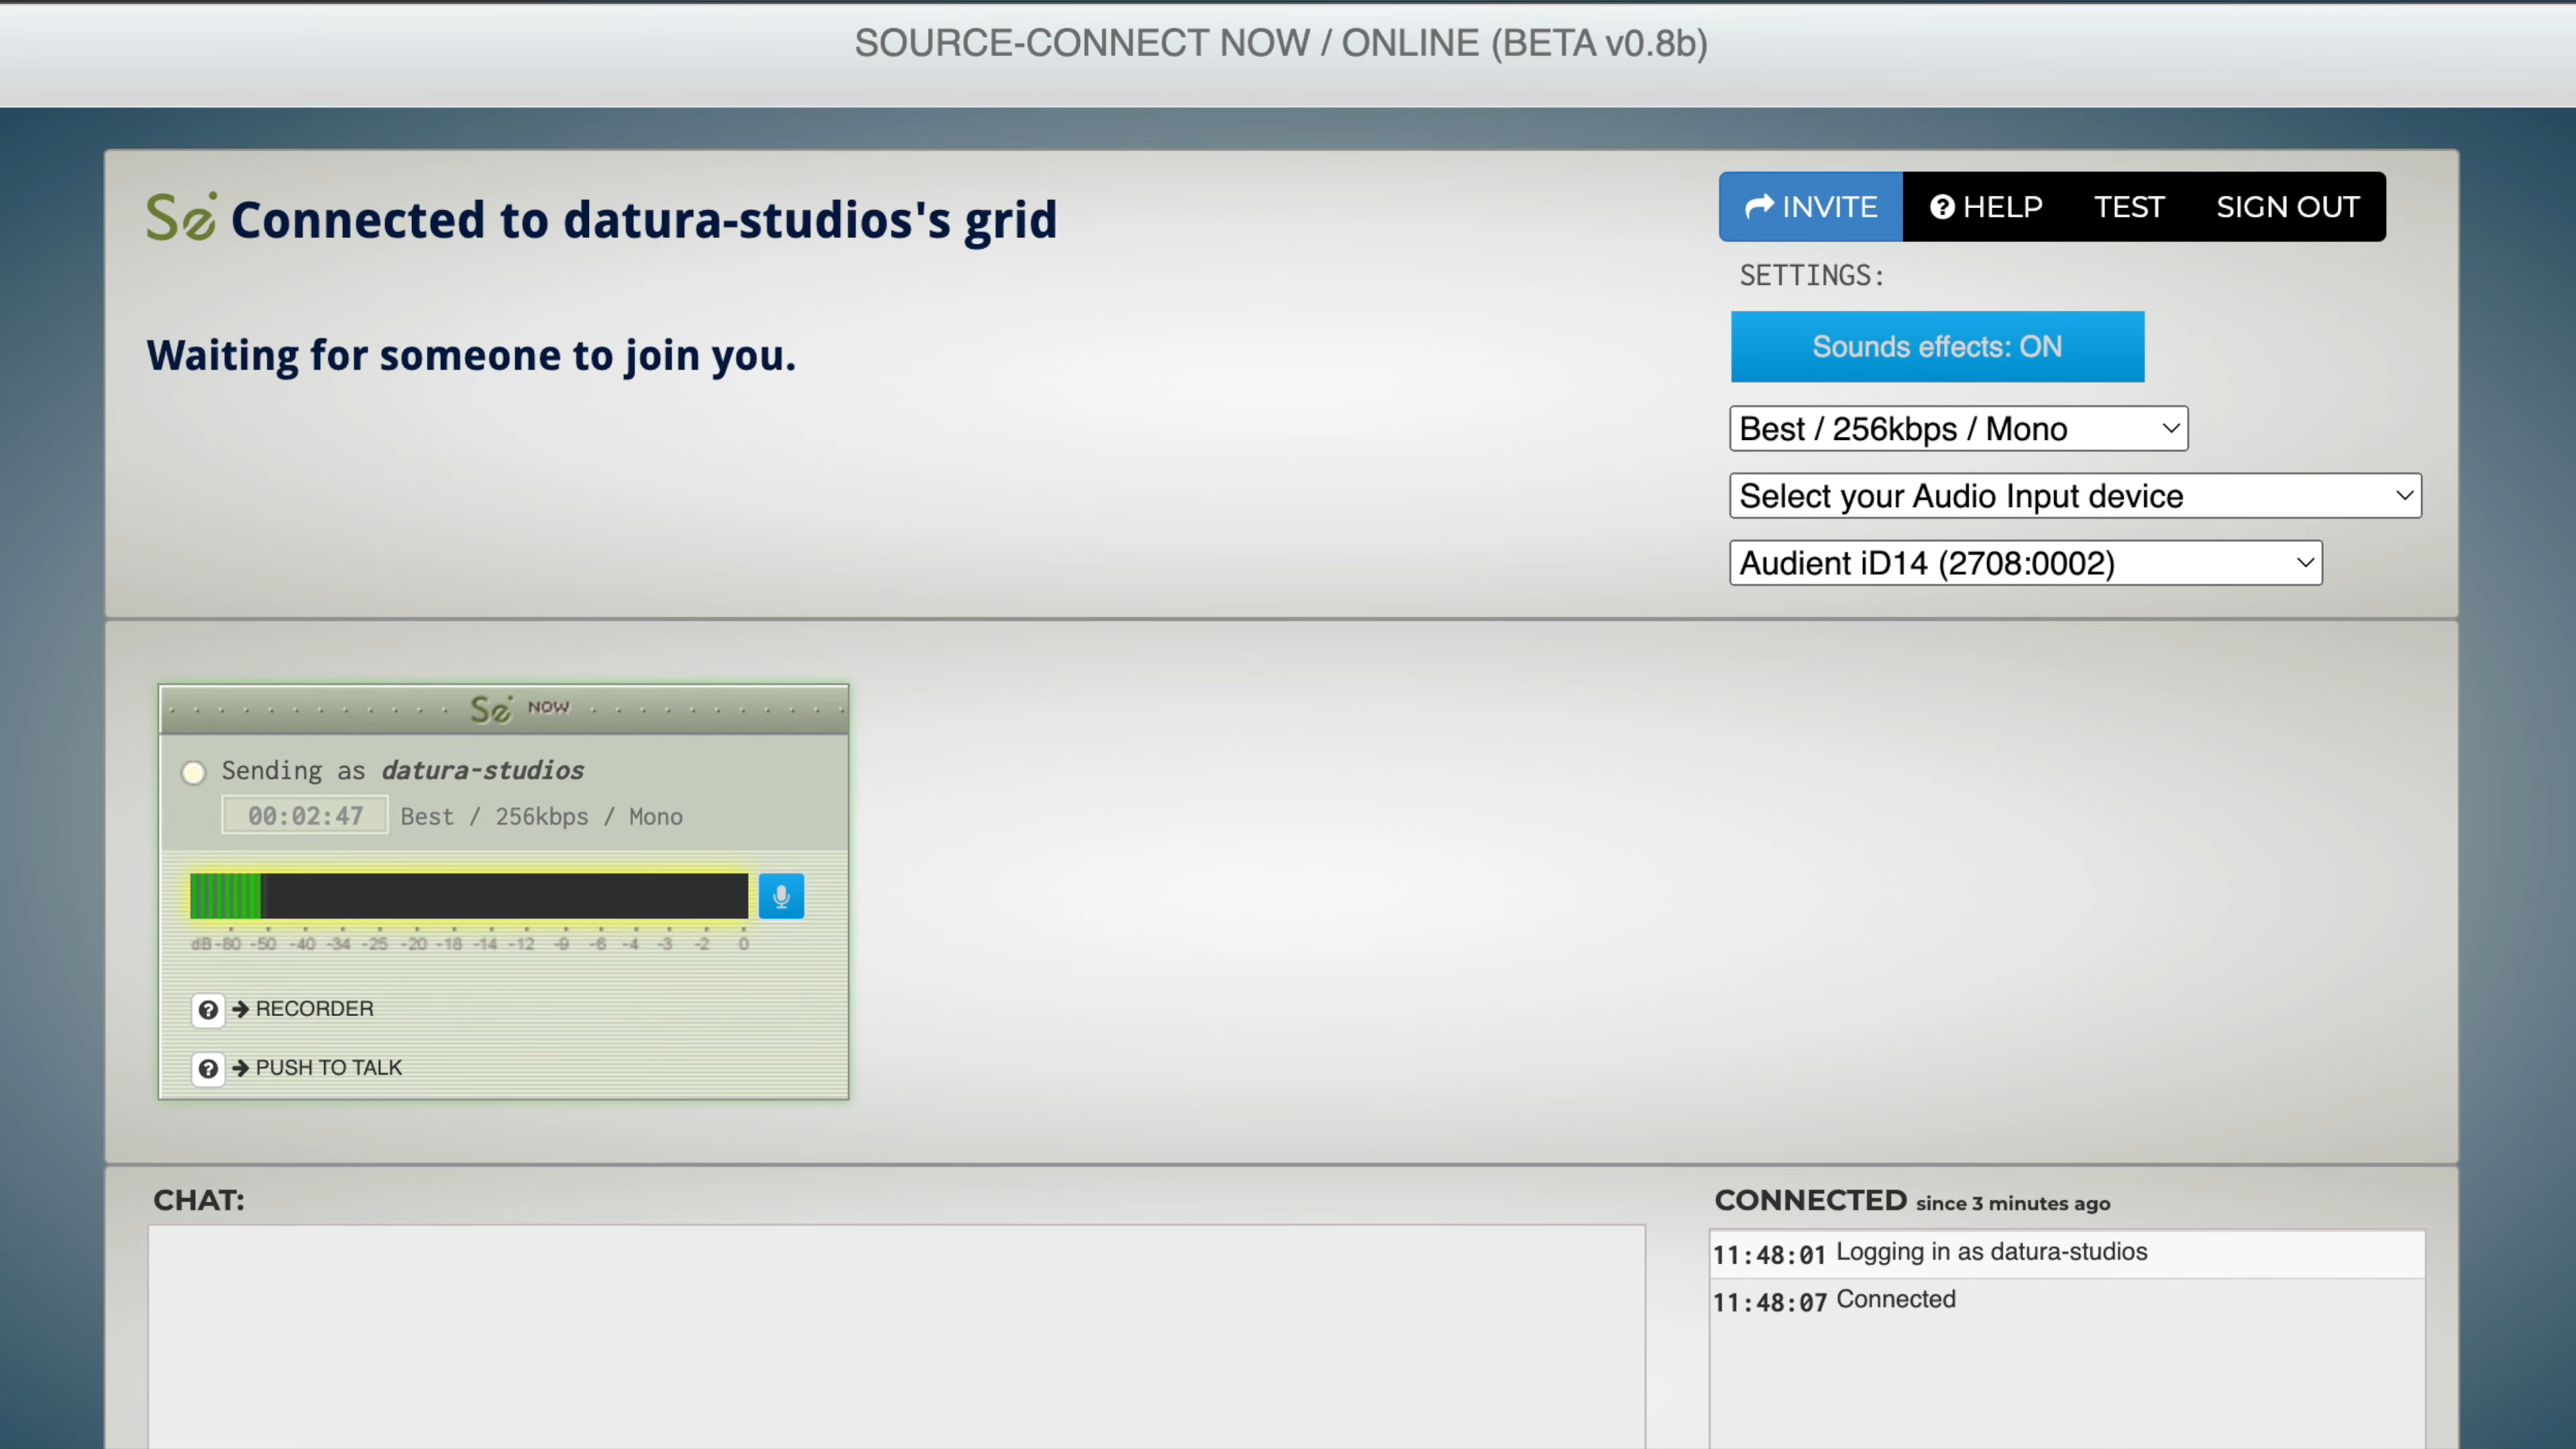 SOURCE-CONNECT NOW / ONLINE (BETA v0.8b)
Se Connected to datura-studios's grid
INVITE HELP TEST SIGN OUT
SETTINGS:
Waiting for someone to join you.
Sounds effects: ON
Best / 256kbps / Mono
Select your Audio Input device
Audient iD14 (2708:0002)
Se NOW
Sending as datura-studios
00:02:47 Best / 256kbps / Mono
dB -80 -50 -40 -34 -25 -20 -18 -14 -12 -9 -6 -4 -3 -2 0
? RECORDER
? PUSH TO TALK
CHAT:
CONNECTED since 3 minutes ago
11:48:01 Logging in as datura-studios
11:48:07 Connected